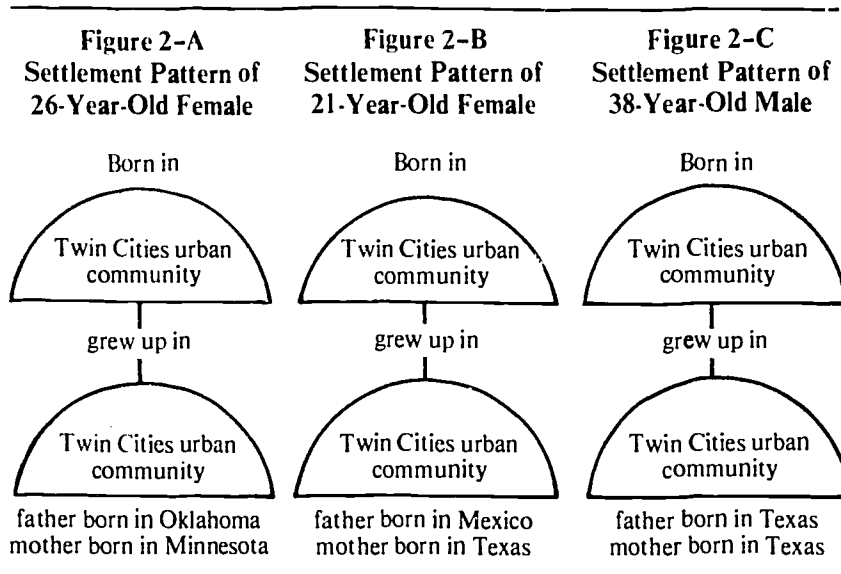 Figure 2-A
Settlement Pattern of
26-Year-Old Female
Born in
Twin Cities urban
community
grew up in
Twin Cities urban
community
father born in Oklahoma
mother born in Minnesota
Figure 2-B
Settlement Pattern of
21-Year-Old Female
Born in
Twin Cities urban
community
grew up in
Twin Cities urban
community
father born in Mexico
mother born in Texas
Figure 2-C
Settlement Pattern of
38-Year-Old Male
Born in
Twin Cities urban
community
grew up in
Twin Cities urban
community
father born in Texas
mother born in Texas